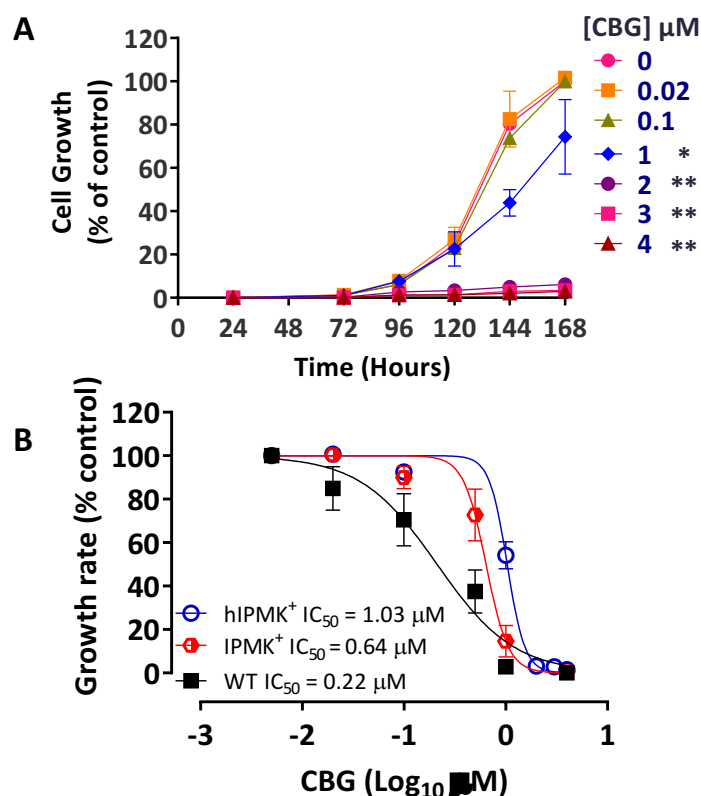 A
[CBG] µM
0
0.02
0.1
1 *
2 **
3 **
4 **
Cell Growth
(% of control)
120
100
80
60
40
20
0
0 24 48 72 96 120 144 168
Time (Hours)
B
Growth rate (% control)
120
100
80
60
40
20
0
hIPMK⁺ IC₅₀ = 1.03 µM
IPMK⁺ IC₅₀ = 0.64 µM
WT IC₅₀ = 0.22 µM
-3 -2 -1 0 1
CBG (Log₁₀ M)